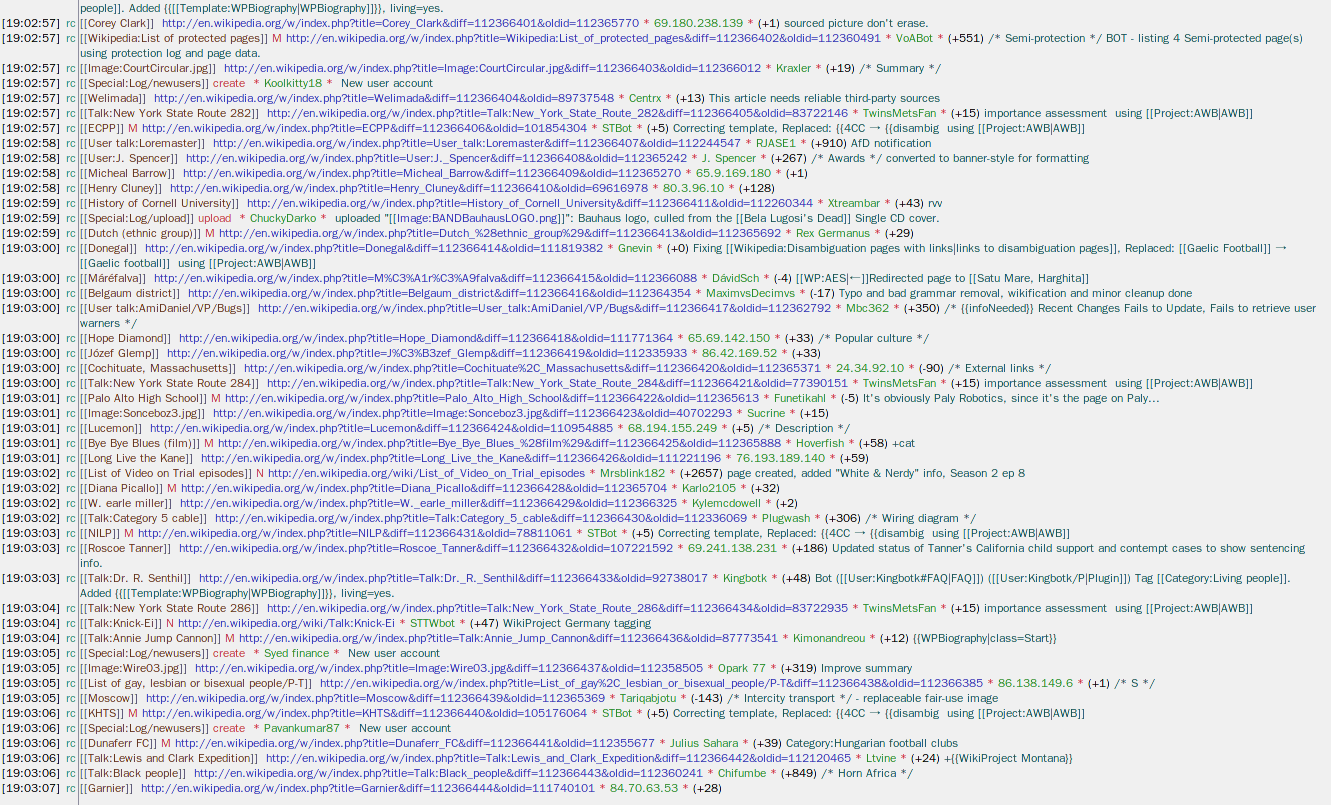 people]]. Added {{[[Template:WPBiography|WPBiography]]}}, living=yes.
[19:02:57] rc [[Corey Clark]] http://en.wikipedia.org/w/index.php?title=Corey_Clark&diff=112366401&oldid=112365770 * 69.180.238.139 * (+1) sourced picture don't erase.
[19:02:57] rc [[Wikipedia:List of protected pages]] M http://en.wikipedia.org/w/index.php?title=Wikipedia:List_of_protected_pages&diff=112366402&oldid=112360491 * VoABot * (+551) /* Semi-protection */ BOT - listing 4 Semi-protected page(s)
using protection log and page data.
[19:02:57] rc [[Image:CourtCircular.jpg]] http://en.wikipedia.org/w/index.php?title=Image:CourtCircular.jpg&diff=112366403&oldid=112366012 * Kraxler * (+19) /* Summary */
[19:02:57] rc [[Special:Log/newusers]] create * Koolkitty18 * New user account
[19:02:57] rc [[Welimada]] http://en.wikipedia.org/w/index.php?title=Welimada&diff=112366404&oldid=89737548 * Centrx * (+13) This article needs reliable third-party sources
[19:02:57] rc [[Talk:New York State Route 282]] http://en.wikipedia.org/w/index.php?title=Talk:New_York_State_Route_282&diff=112366405&oldid=83722146 * TwinsMetsFan * (+15) importance assessment using [[Project:AWB|AWB]]
[19:02:57] rc [[ECPP]] M http://en.wikipedia.org/w/index.php?title=ECPP&diff=112366406&oldid=101854304 * STBot * (+5) Correcting template, Replaced: {{4CC → {{disambig using [[Project:AWB|AWB]]
[19:02:58] rc [[User talk:Loremaster]] http://en.wikipedia.org/w/index.php?title=User_talk:Loremaster&diff=112366407&oldid=112244547 * RJASE1 * (+910) AfD notification
[19:02:58] rc [[User:J. Spencer]] http://en.wikipedia.org/w/index.php?title=User:J._Spencer&diff=112366408&oldid=112365242 * J. Spencer * (+267) /* Awards */ converted to banner-style for formatting
[19:02:58] rc [[Micheal Barrow]] http://en.wikipedia.org/w/index.php?title=Micheal_Barrow&diff=112366409&oldid=112365270 * 65.9.169.180 * (+1)
[19:02:58] rc [[Henry Cluney]] http://en.wikipedia.org/w/index.php?title=Henry_Cluney&diff=112366410&oldid=69616978 * 80.3.96.10 * (+128)
[19:02:59] rc [[History of Cornell University]] http://en.wikipedia.org/w/index.php?title=History_of_Cornell_University&diff=112366411&oldid=112260344 * Xtreambar * (+43) rvv
[19:02:59] rc [[Special:Log/upload]] upload * ChuckyDarko * uploaded "[[Image:BANDBauhausLOGO.png]]": Bauhaus logo, culled from the [[Bela Lugosi's Dead]] Single CD cover.
[19:02:59] rc [[Dutch (ethnic group)]] M http://en.wikipedia.org/w/index.php?title=Dutch_%28ethnic_group%29&diff=112366413&oldid=112365692 * Rex Germanus * (+29)
[19:03:00] rc [[Donegal]] http://en.wikipedia.org/w/index.php?title=Donegal&diff=112366414&oldid=111819382 * Gnevin * (+0) Fixing [[Wikipedia:Disambiguation pages with links|links to disambiguation pages]], Replaced: [[Gaelic Football]] →
[[Gaelic football]] using [[Project:AWB|AWB]]
[19:03:00] rc [[Máréfalva]] http://en.wikipedia.org/w/index.php?title=M%C3%A1r%C3%A9falva&diff=112366415&oldid=112366088 * DávidSch * (-4) [[WP:AES|←]]Redirected page to [[Satu Mare, Harghita]]
[19:03:00] rc [[Belgaum district]] http://en.wikipedia.org/w/index.php?title=Belgaum_district&diff=112366416&oldid=112364354 * MaximvsDecimvs * (-17) Typo and bad grammar removal, wikification and minor cleanup done
[19:03:00] rc [[User talk:AmiDaniel/VP/Bugs]] http://en.wikipedia.org/w/index.php?title=User_talk:AmiDaniel/VP/Bugs&diff=112366417&oldid=112362792 * Mbc362 * (+350) /* {{infoNeeded}} Recent Changes Fails to Update, Fails to retrieve user
warners */
[19:03:00] rc [[Hope Diamond]] http://en.wikipedia.org/w/index.php?title=Hope_Diamond&diff=112366418&oldid=111771364 * 65.69.142.150 * (+33) /* Popular culture */
[19:03:00] rc [[Józef Glemp]] http://en.wikipedia.org/w/index.php?title=J%C3%B3zef_Glemp&diff=112366419&oldid=112335933 * 86.42.169.52 * (+33)
[19:03:00] rc [[Cochituate, Massachusetts]] http://en.wikipedia.org/w/index.php?title=Cochituate%2C_Massachusetts&diff=112366420&oldid=112365371 * 24.34.92.10 * (-90) /* External links */
[19:03:00] rc [[Talk:New York State Route 284]] http://en.wikipedia.org/w/index.php?title=Talk:New_York_State_Route_284&diff=112366421&oldid=77390151 * TwinsMetsFan * (+15) importance assessment using [[Project:AWB|AWB]]
[19:03:01] rc [[Palo Alto High School]] M http://en.wikipedia.org/w/index.php?title=Palo_Alto_High_School&diff=112366422&oldid=112365613 * Funetikahl * (-5) It's obviously Paly Robotics, since it's the page on Paly...
[19:03:01] rc [[Image:Sonceboz3.jpg]] http://en.wikipedia.org/w/index.php?title=Image:Sonceboz3.jpg&diff=112366423&oldid=40702293 * Sucrine * (+15)
[19:03:01] rc [[Lucemon]] http://en.wikipedia.org/w/index.php?title=Lucemon&diff=112366424&oldid=110954885 * 68.194.155.249 * (+5) /* Description */
[19:03:01] rc [[Bye Bye Blues (film)]] M http://en.wikipedia.org/w/index.php?title=Bye_Bye_Blues_%28film%29&diff=112366425&oldid=112365888 * Hoverfish * (+58) +cat
[19:03:01] rc [[Long Live the Kane]] http://en.wikipedia.org/w/index.php?title=Long_Live_the_Kane&diff=112366426&oldid=111221196 * 76.193.189.140 * (+59)
[19:03:02] rc [[List of Video on Trial episodes]] N http://en.wikipedia.org/wiki/List_of_Video_on_Trial_episodes * Mrsblink182 * (+2657) page created, added "White & Nerdy" info, Season 2 ep 8
[19:03:02] rc [[Diana Picallo]] M http://en.wikipedia.org/w/index.php?title=Diana_Picallo&diff=112366428&oldid=112365704 * Karlo2105 * (+32)
[19:03:02] rc [[W. earle miller]] http://en.wikipedia.org/w/index.php?title=W._earle_miller&diff=112366429&oldid=112366325 * Kylemcdowell * (+2)
[19:03:02] rc [[Talk:Category 5 cable]] http://en.wikipedia.org/w/index.php?title=Talk:Category_5_cable&diff=112366430&oldid=112336069 * Plugwash * (+306) /* Wiring diagram */
[19:03:03] rc [[NILP]] M http://en.wikipedia.org/w/index.php?title=NILP&diff=112366431&oldid=78811061 * STBot * (+5) Correcting template, Replaced: {{4CC → {{disambig using [[Project:AWB|AWB]]
[19:03:03] rc [[Roscoe Tanner]] http://en.wikipedia.org/w/index.php?title=Roscoe_Tanner&diff=112366432&oldid=107221592 * 69.241.138.231 * (+186) Updated status of Tanner's California child support and contempt cases to show sentencing
info.
[19:03:03] rc [[Talk:Dr. R. Senthil]] http://en.wikipedia.org/w/index.php?title=Talk:Dr._R._Senthil&diff=112366433&oldid=92738017 * Kingbotk * (+48) Bot ([[User:Kingbotk#FAQ|FAQ]]) ([[User:Kingbotk/P|Plugin]]) Tag [[Category:Living people]].
Added {{[[Template:WPBiography|WPBiography]]}}, living=yes.
[19:03:04] rc [[Talk:New York State Route 286]] http://en.wikipedia.org/w/index.php?title=Talk:New_York_State_Route_286&diff=112366434&oldid=83722935 * TwinsMetsFan * (+15) importance assessment using [[Project:AWB|AWB]]
[19:03:04] rc [[Talk:Knick-Ei]] N http://en.wikipedia.org/wiki/Talk:Knick-Ei * STTWbot * (+47) WikiProject Germany tagging
[19:03:04] rc [[Talk:Annie Jump Cannon]] M http://en.wikipedia.org/w/index.php?title=Talk:Annie_Jump_Cannon&diff=112366436&oldid=87773541 * Kimonandreou * (+12) {{WPBiography|class=Start}}
[19:03:05] rc [[Special:Log/newusers]] create * Syed finance * New user account
[19:03:05] rc [[Image:Wire03.jpg]] http://en.wikipedia.org/w/index.php?title=Image:Wire03.jpg&diff=112366437&oldid=112358505 * Opark 77 * (+319) Improve summary
[19:03:05] rc [[List of gay, lesbian or bisexual people/P-T]] http://en.wikipedia.org/w/index.php?title=List_of_gay%2C_lesbian_or_bisexual_people/P-T&diff=112366438&oldid=112366385 * 86.138.149.6 * (+1) /* S */
[19:03:05] rc [[Moscow]] http://en.wikipedia.org/w/index.php?title=Moscow&diff=112366439&oldid=112365369 * Tariqabjotu * (-143) /* Intercity transport */ - replaceable fair-use image
[19:03:06] rc [[KHTS]] M http://en.wikipedia.org/w/index.php?title=KHTS&diff=112366440&oldid=105176064 * STBot * (+5) Correcting template, Replaced: {{4CC → {{disambig using [[Project:AWB|AWB]]
[19:03:06] rc [[Special:Log/newusers]] create * Pavankumar87 * New user account
[19:03:06] rc [[Dunaferr FC]] M http://en.wikipedia.org/w/index.php?title=Dunaferr_FC&diff=112366441&oldid=112355677 * Julius Sahara * (+39) Category:Hungarian football clubs
[19:03:06] rc [[Talk:Lewis and Clark Expedition]] http://en.wikipedia.org/w/index.php?title=Talk:Lewis_and_Clark_Expedition&diff=112366442&oldid=112120465 * Ltvine * (+24) +{{WikiProject Montana}}
[19:03:06] rc [[Talk:Black people]] http://en.wikipedia.org/w/index.php?title=Talk:Black_people&diff=112366443&oldid=112360241 * Chifumbe * (+849) /* Horn Africa */
[19:03:07] rc [[Garnier]] http://en.wikipedia.org/w/index.php?title=Garnier&diff=112366444&oldid=111740101 * 84.70.63.53 * (+28)